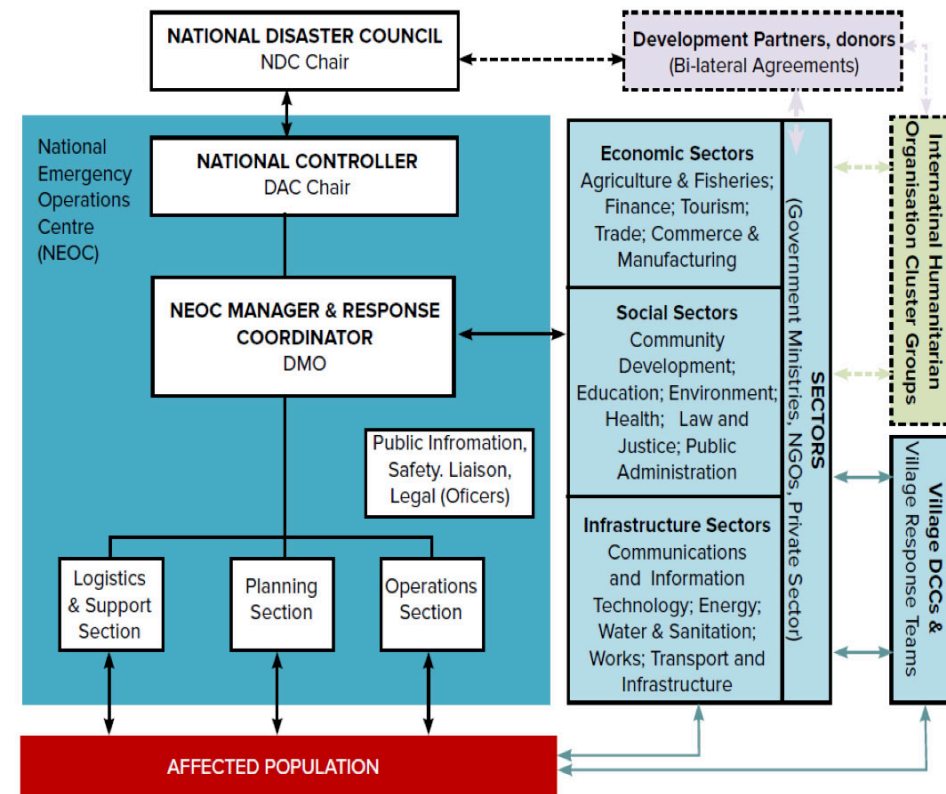 NATIONAL DISASTER COUNCIL
NDC Chair
Development Partners, donors
(Bi-lateral Agreements)
National
Emergency
Operations
Centre
(NEOC)
NATIONAL CONTROLLER
DAC Chair
NEOC MANAGER & RESPONSE
COORDINATOR
DMO
Public Infromation,
Safety. Liaison,
Legal (Oficers)
Logistics
& Support
Section
Planning
Section
Operations
Section
Economic Sectors
Agriculture & Fisheries;
Finance; Tourism;
Trade; Commerce &
Manufacturing
Social Sectors
Community
Development;
Education; Environment;
Health; Law and
Justice; Public
Administration
Infrastructure Sectors
Communications
and Information
Technology; Energy;
Water & Sanitation;
Works; Transport and
Infrastructure
SECTORS
(Government Ministries, NGOs, Private Sector)
Internatinal Humanitarian
Organisation Cluster Groups
Village DCCs &
Village Response Teams
AFFECTED POPULATION